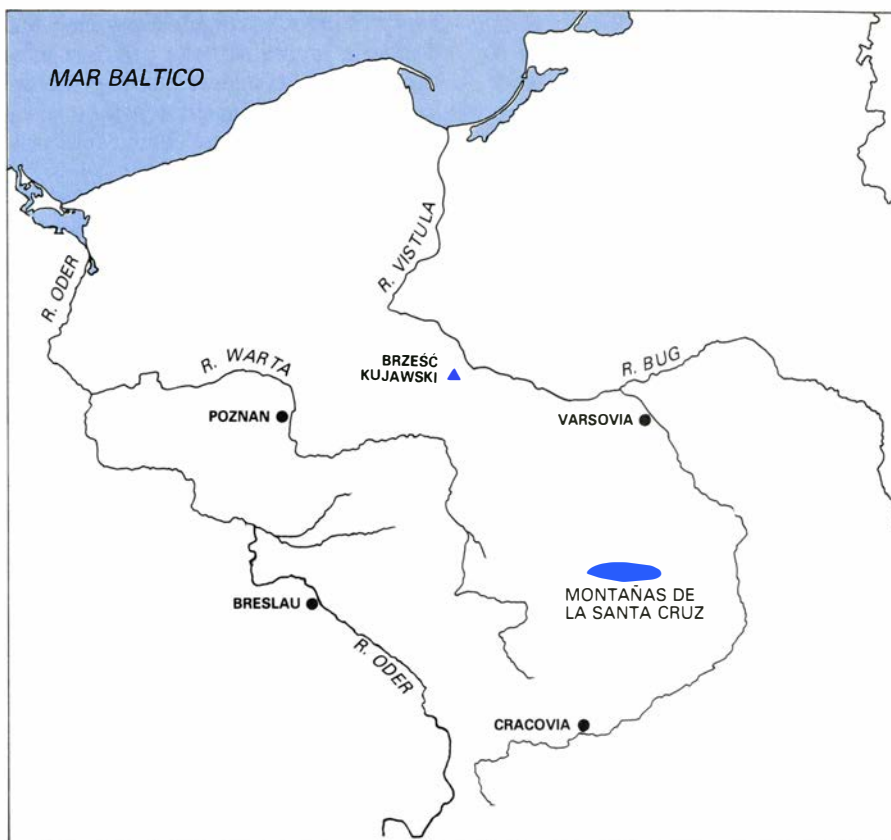 MAR BALTICO
R. ODER
R. VISTULA
R. WARTA
BRZEŚĆ
KUJAWSKI
R. BUG
POZNAN
VARSOVIA
MONTAÑAS DE
LA SANTA CRUZ
BRESLAU
R. ODER
CRACOVIA